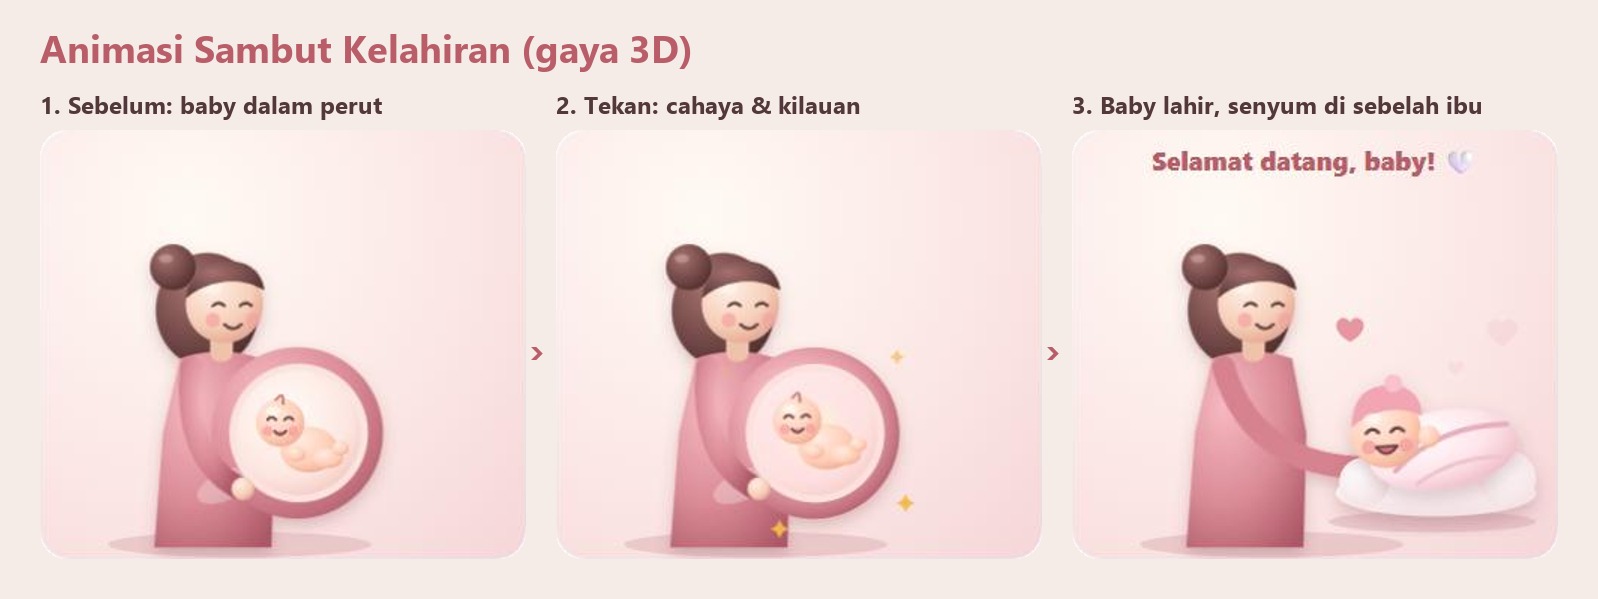 Animasi Sambut Kelahiran (gaya 3D)
1. Sebelum: baby dalam perut
2. Tekan: cahaya & kilauan
3. Baby lahir, senyum di sebelah ibu
Selamat datang, baby!